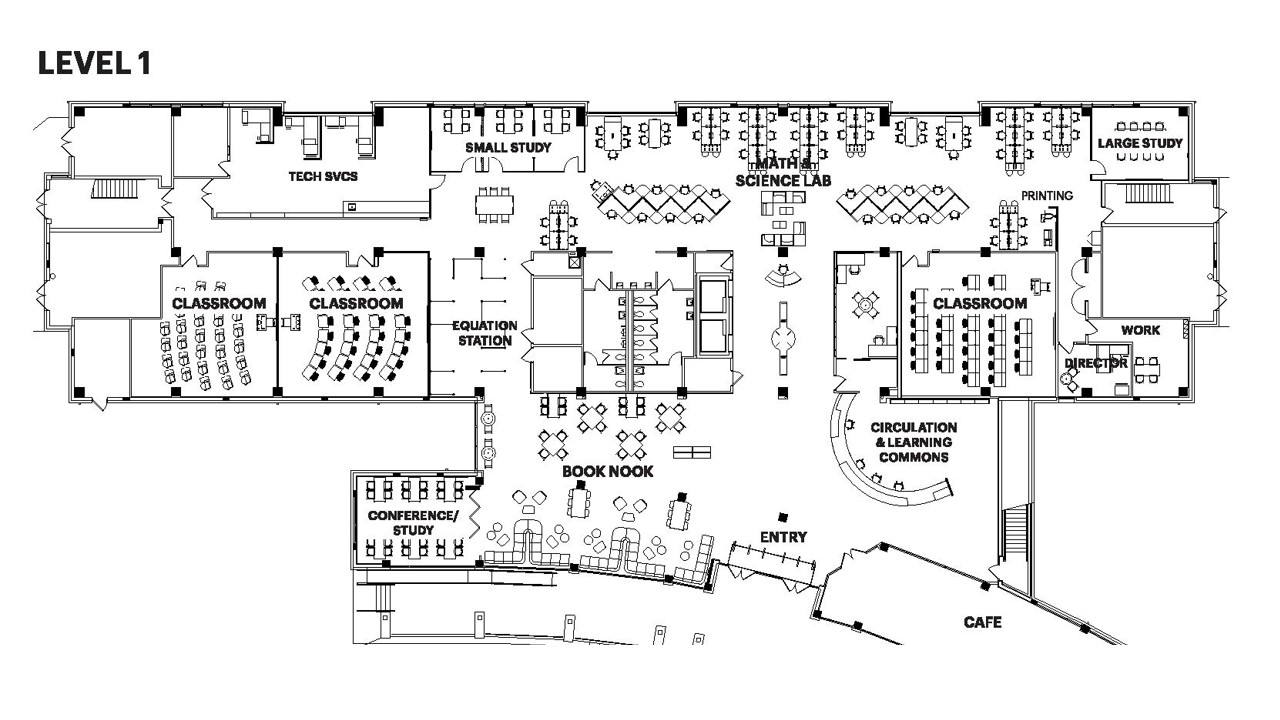 LEVEL 1
SMALL STUDY
LARGE STUDY
TECH SVCS
MATH &
SCIENCE LAB
PRINTING
CLASSROOM
CLASSROOM
CLASSROOM
EQUATION
STATION
WORK
DIRECTOR
CIRCULATION
& LEARNING
COMMONS
BOOK NOOK
CONFERENCE/
STUDY
ENTRY
CAFE